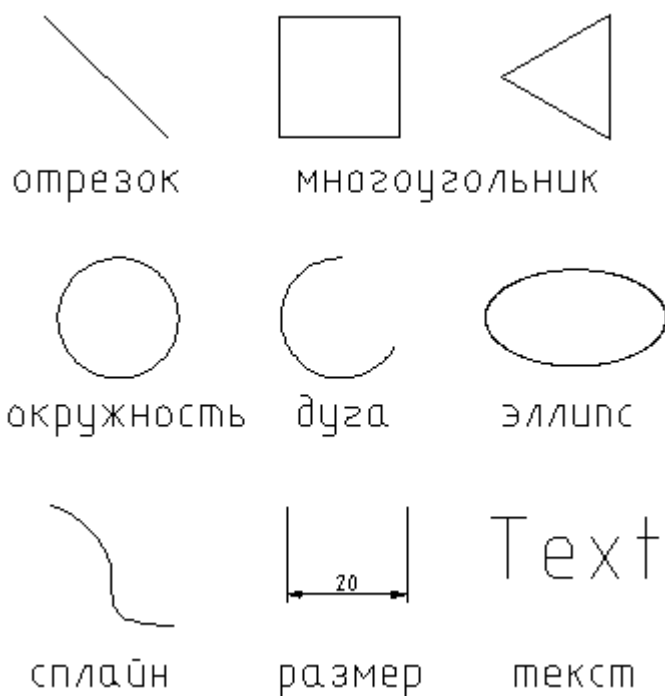 отрезок многоугольник
окружность дуга эллипс
20 Text
сплайн размер текст